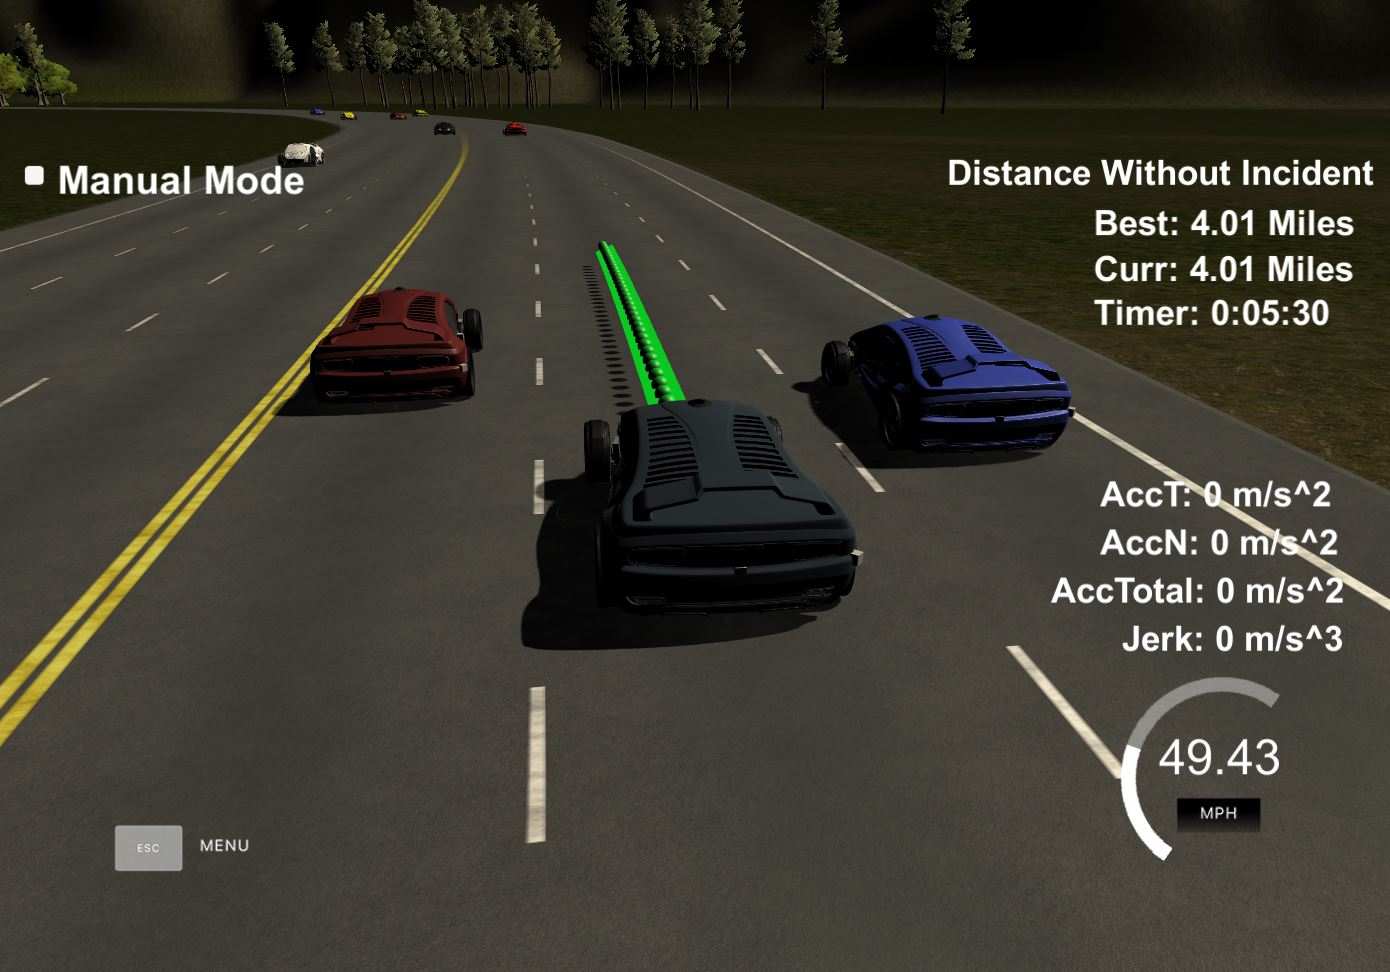 Manual Mode
Distance Without Incident
Best: 4.01 Miles
Curr: 4.01 Miles
Timer: 0:05:30
AccT: 0 m/s^2
AccN: 0 m/s^2
AccTotal: 0 m/s^2
Jerk: 0 m/s^3
49.43
MPH
ESC MENU